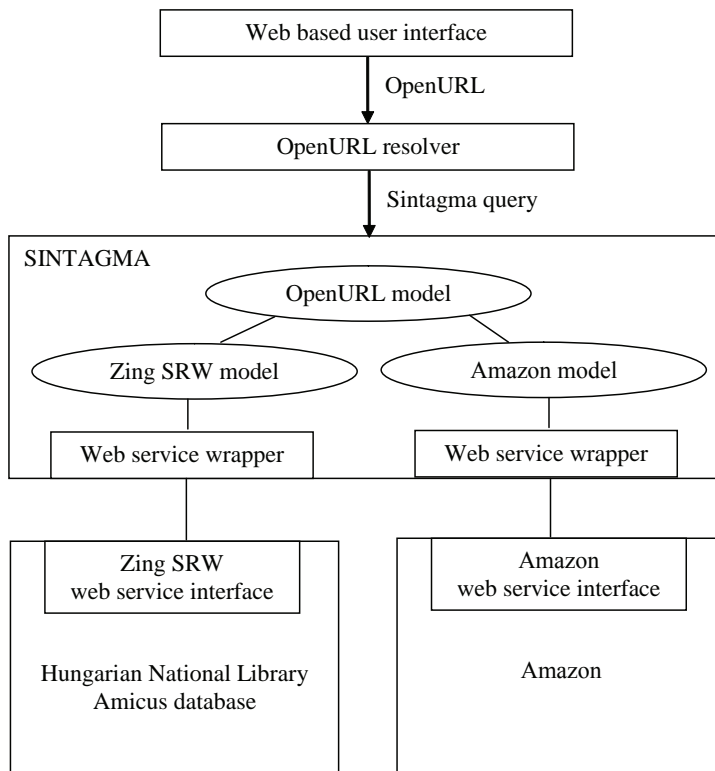 Web based user interface
OpenURL
OpenURL resolver
Sintagma query
SINTAGMA
OpenURL model
Zing SRW model
Amazon model
Web service wrapper
Web service wrapper
Zing SRW
web service interface
Amazon
web service interface
Hungarian National Library
Amicus database
Amazon